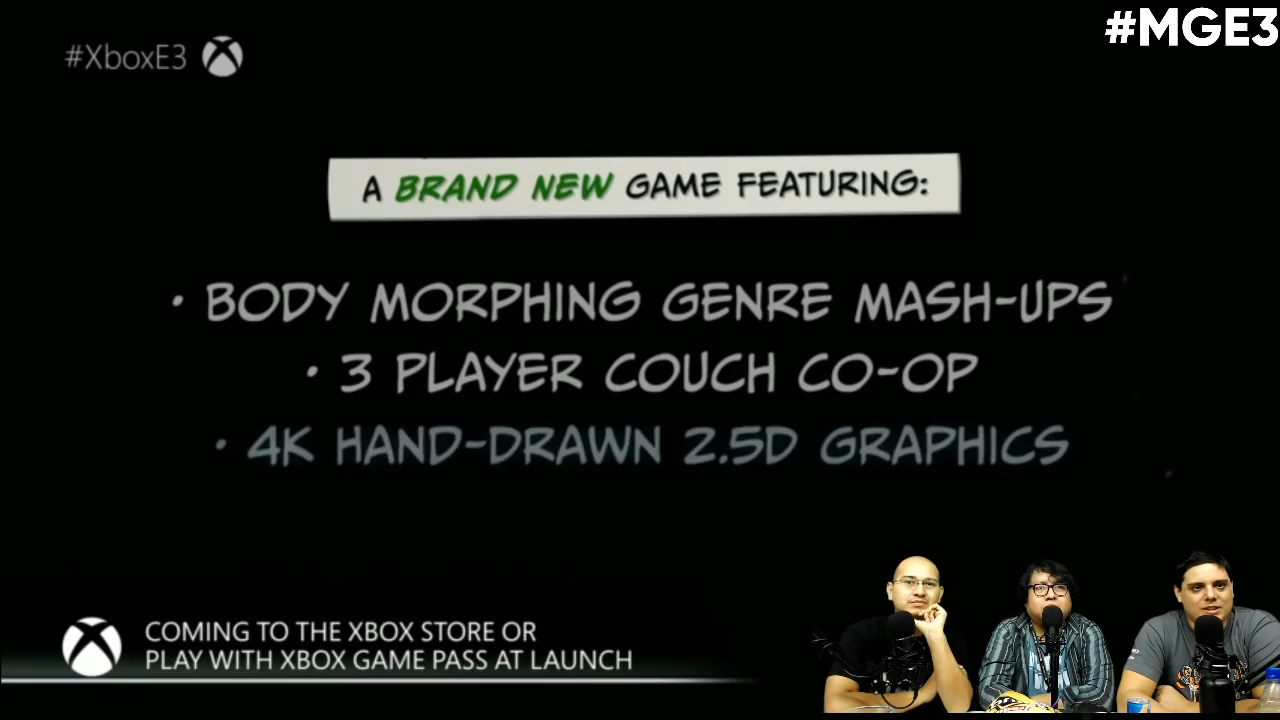 #XboxE3
#MGE3
A BRAND NEW GAME FEATURING:
• BODY MORPHING GENRE MASH-UPS
• 3 PLAYER COUCH CO-OP
• 4K HAND-DRAWN 2.5D GRAPHICS
COMING TO THE XBOX STORE OR
PLAY WITH XBOX GAME PASS AT LAUNCH